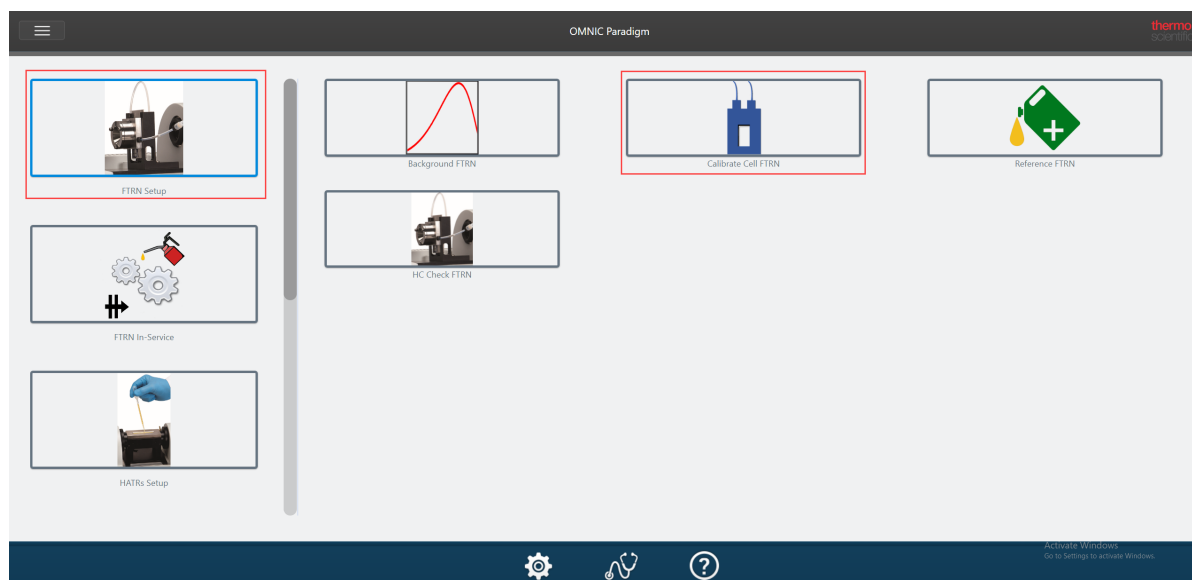 OMNIC Paradigm
thermo
scientific
FTRN Setup
Background FTRN
Calibrate Cell FTRN
Reference FTRN
HC Check FTRN
FTRN In-Service
HATRs Setup
Activate Windows
Go to Settings to activate Windows.